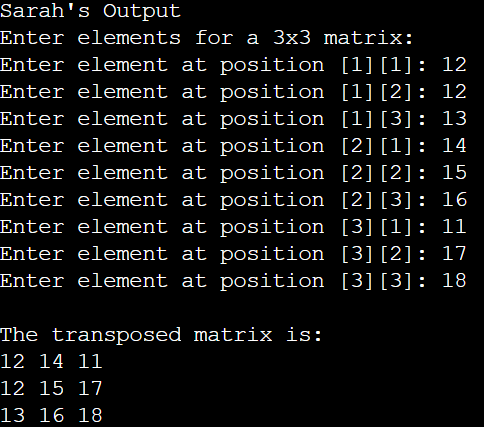 Sarah's Output
Enter elements for a 3x3 matrix:
Enter element at position [1][1]: 12
Enter element at position [1][2]: 12
Enter element at position [1][3]: 13
Enter element at position [2][1]: 14
Enter element at position [2][2]: 15
Enter element at position [2][3]: 16
Enter element at position [3][1]: 11
Enter element at position [3][2]: 17
Enter element at position [3][3]: 18
The transposed matrix is:
12 14 11
12 15 17
13 16 18